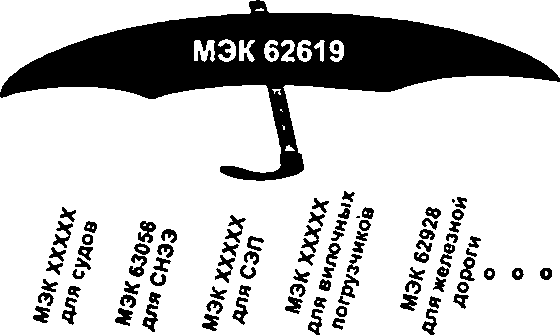 МЭК 62619
МЭК XXXXX
для судов
МЭК 63056
для СНЭЭ
МЭК XXXXX
для СЭП
МЭК XXXXX
для вилочных
погрузчиков
МЭК 62928
для железной
дороги